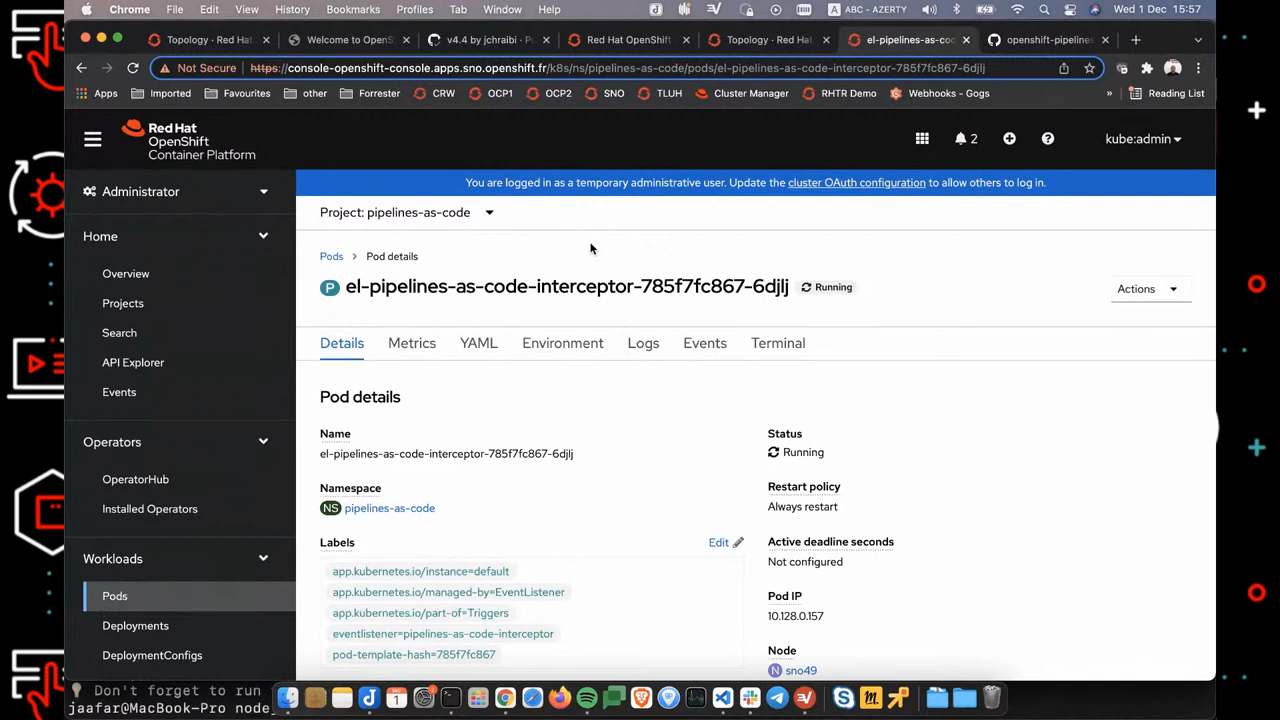 Chrome File Edit View History Bookmarks Profiles Tab Window Help ABC - AZERTY Wed 1 Dec 15:57
Topology · Red Hat Welcome to OpenS v4.4 by jchraibi · P Red Hat OpenShift Topology · Red Hat el-pipelines-as-co openshift-pipeline
Not Secure https://console-openshift-console.apps.sno.openshift.fr/k8s/ns/pipelines-as-code/pods/el-pipelines-as-code-interceptor-785f7fc867-6djlj
Apps Imported Favourites other Forrester CRW OCP1 OCP2 SNO TLUH Cluster Manager RHTR Demo Webhooks - Gogs » Reading List
Red Hat
OpenShift
Container Platform
2
kube:admin
Administrator
Home
Overview
Projects
Search
API Explorer
Events
Operators
OperatorHub
Installed Operators
Workloads
Pods
Deployments
DeploymentConfigs
You are logged in as a temporary administrative user. Update the cluster OAuth configuration to allow others to log in.
Project: pipelines-as-code
Pods > Pod details
P el-pipelines-as-code-interceptor-785f7fc867-6djlj Running
Actions
Details Metrics YAML Environment Logs Events Terminal
Pod details
Name
el-pipelines-as-code-interceptor-785f7fc867-6djlj
Namespace
NS pipelines-as-code
Labels Edit
app.kubernetes.io/instance=default
app.kubernetes.io/managed-by=EventListener
app.kubernetes.io/part-of=Triggers
eventlistener=pipelines-as-code-interceptor
pod-template-hash=785f7fc867
Status
Running
Restart policy
Always restart
Active deadline seconds
Not configured
Pod IP
10.128.0.157
Node
N sno49
Don't forget to run
jaafar@MacBook-Pro node